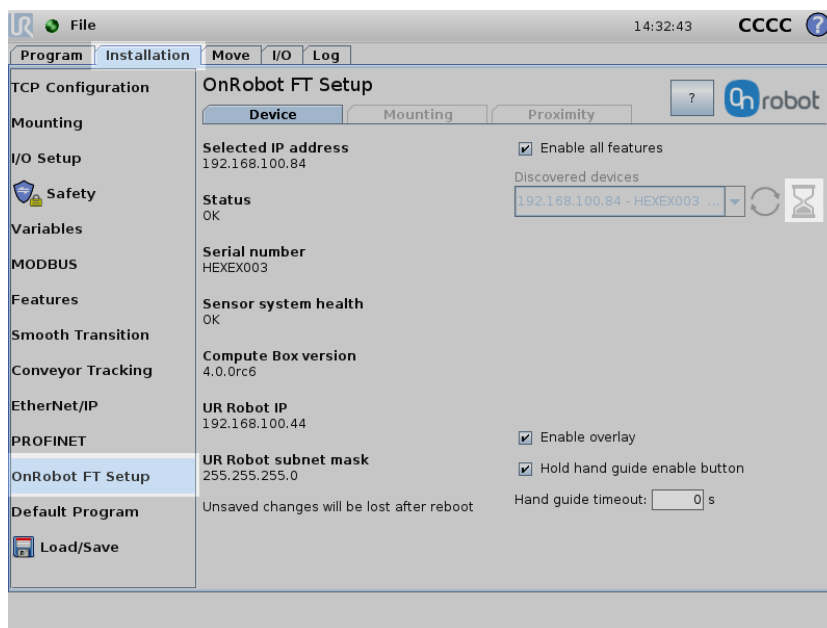 UR File 14:32:43 CCCC ?
Program Installation Move I/O Log
TCP Configuration
Mounting
I/O Setup
Safety
Variables
MODBUS
Features
Smooth Transition
Conveyor Tracking
EtherNet/IP
PROFINET
OnRobot FT Setup
Default Program
Load/Save
OnRobot FT Setup
? On robot
Device Mounting Proximity
Selected IP address
192.168.100.84
Status
OK
Serial number
HEXEX003
Sensor system health
OK
Compute Box version
4.0.0rc6
UR Robot IP
192.168.100.44
UR Robot subnet mask
255.255.255.0
Unsaved changes will be lost after reboot
Enable all features
Discovered devices
192.168.100.84 - HEXEX003 ...
Enable overlay
Hold hand guide enable button
Hand guide timeout: 0 s